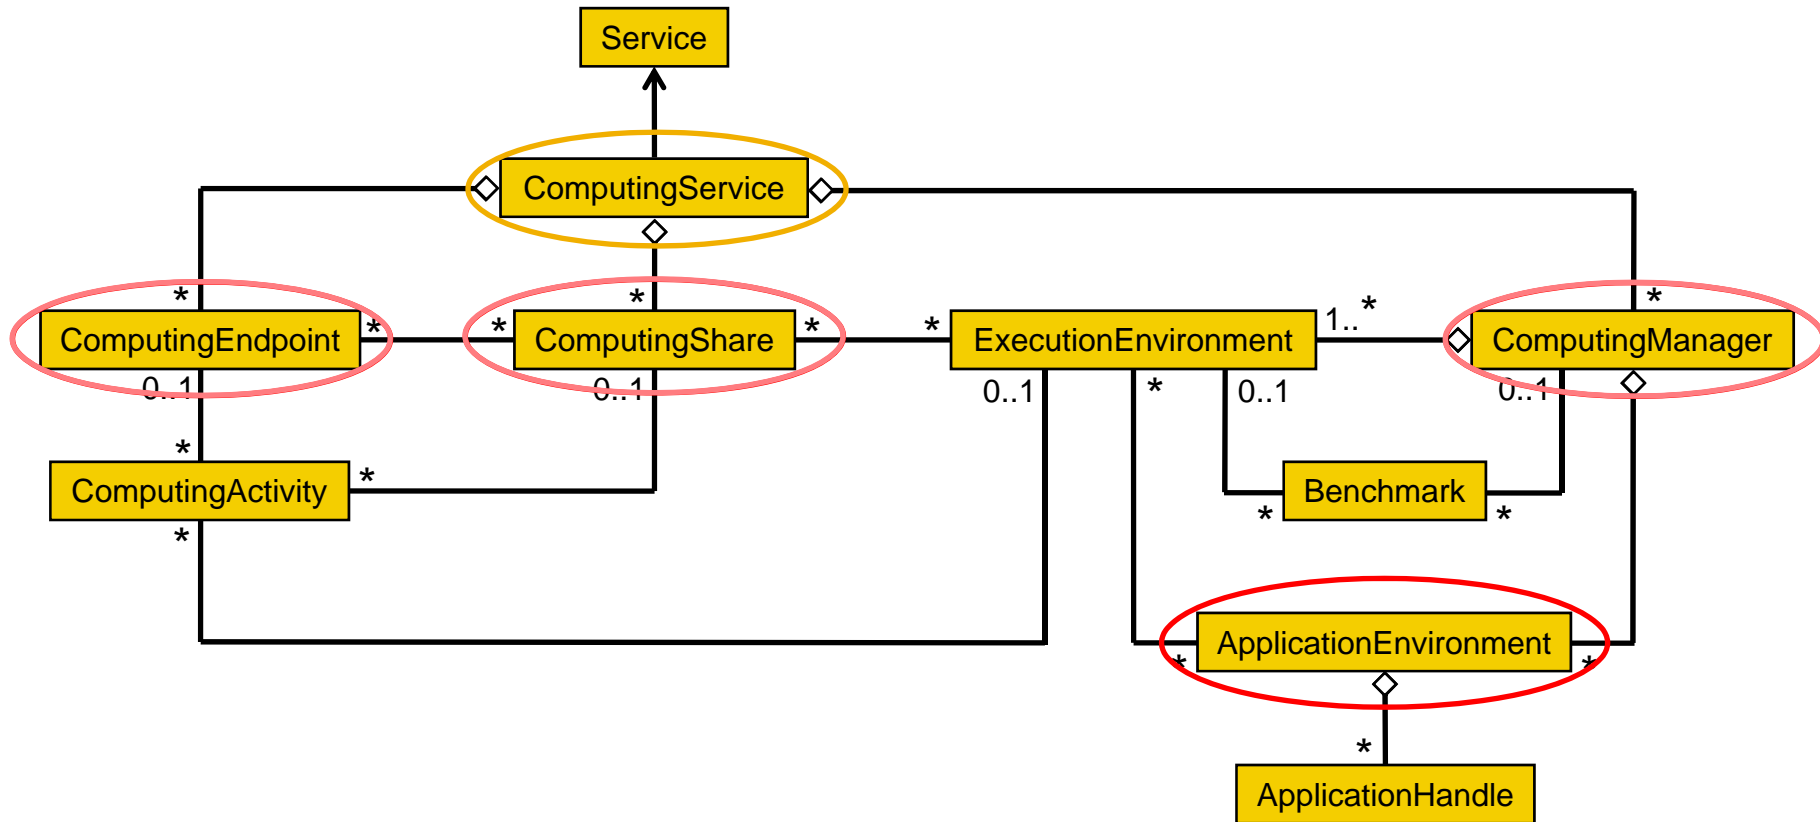 Service
ComputingService
* * *
ComputingEndpoint * * ComputingShare * * ExecutionEnvironment 1..* ComputingManager
0..1 0..1 0..1 * 0..1 0..1
* *
ComputingActivity Benchmark
* * *
ApplicationEnvironment
* *
*
ApplicationHandle